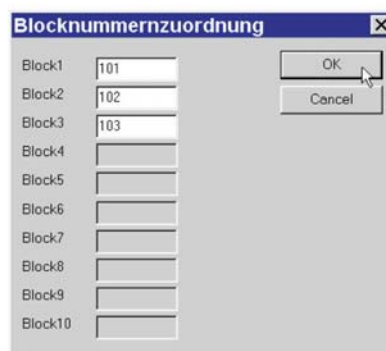 Blocknummernzuordnung
Block1 101 OK
Block2 102 Cancel
Block3 103
Block4
Block5
Block6
Block7
Block8
Block9
Block10